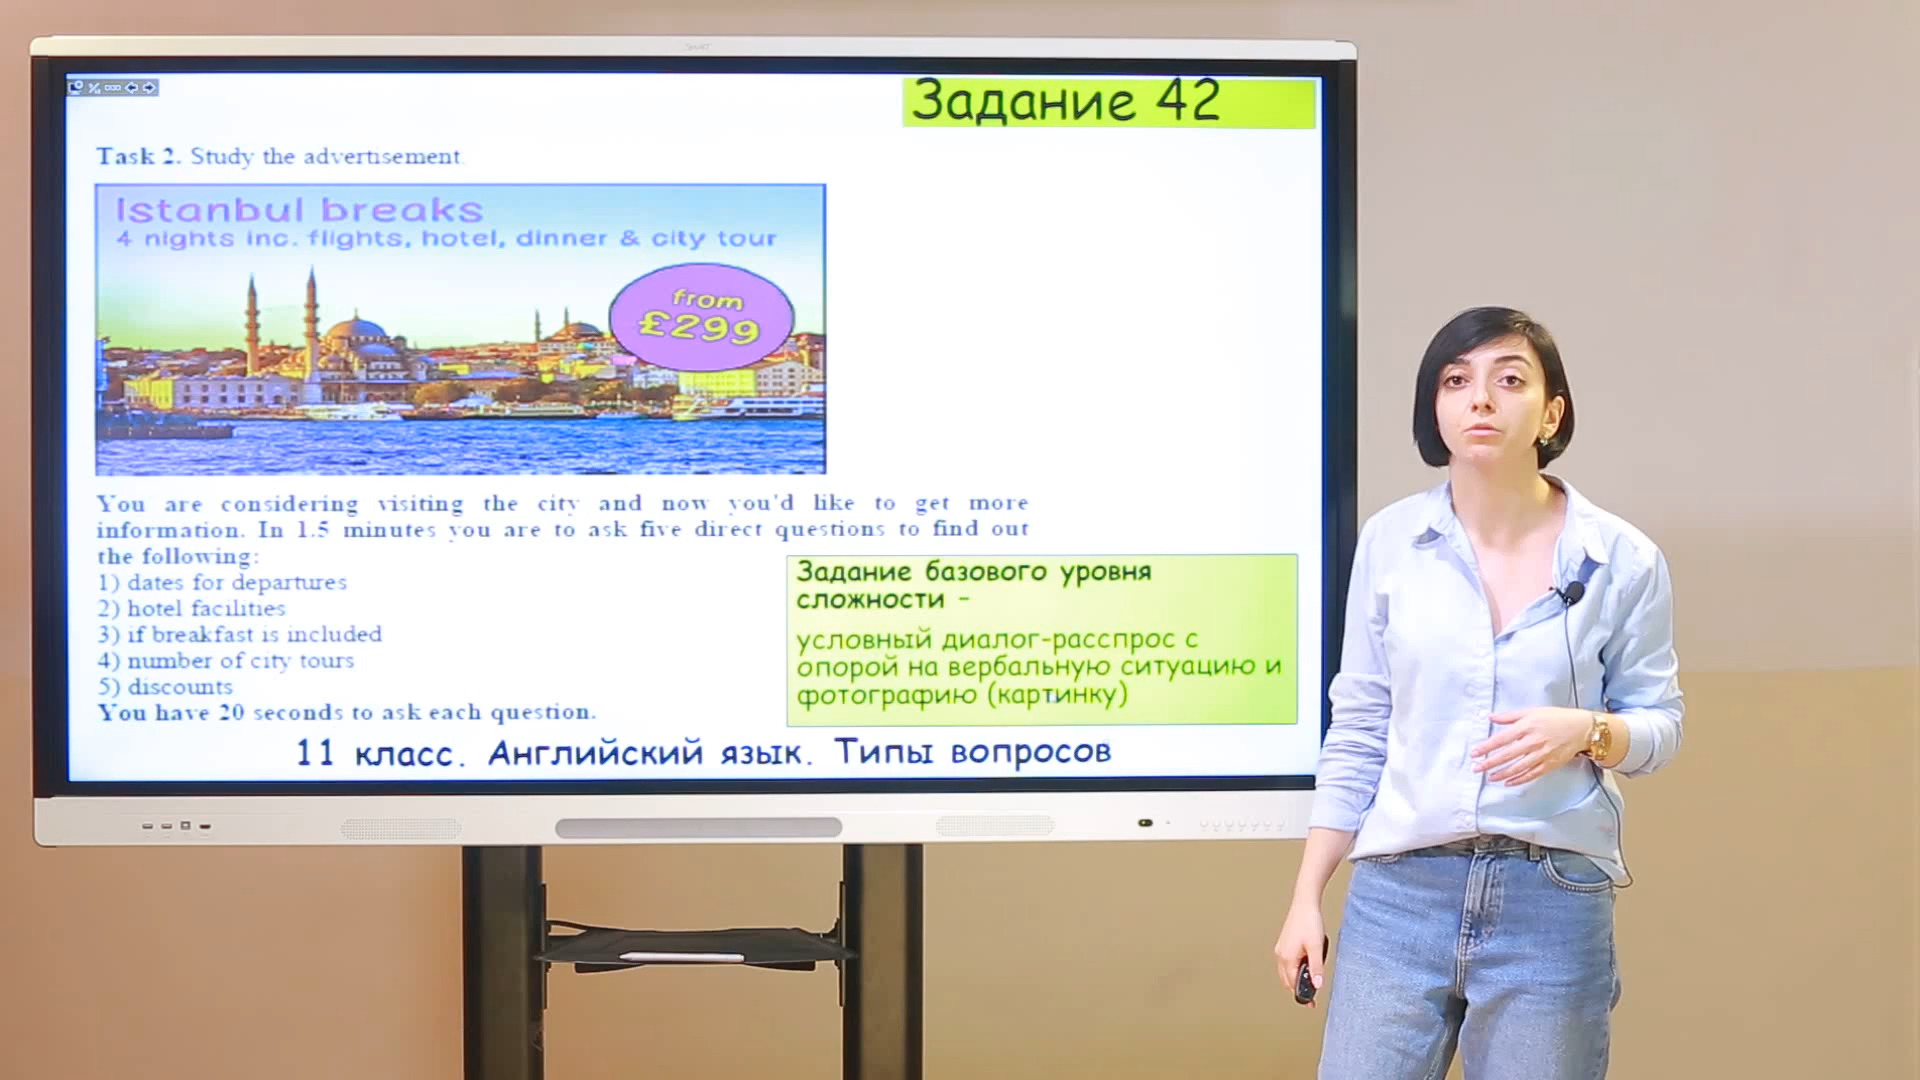 SMART
Задание 42
Task 2. Study the advertisement.
Istanbul breaks
4 nights inc. flights, hotel, dinner & city tour
from
£299
You are considering visiting the city and now you'd like to get more
information. In 1.5 minutes you are to ask five direct questions to find out
the following:
1) dates for departures
2) hotel facilities
3) if breakfast is included
4) number of city tours
5) discounts
You have 20 seconds to ask each question.
Задание базового уровня
сложности –
условный диалог-расспрос с
опорой на вербальную ситуацию и
фотографию (картинку)
11 класс. Английский язык. Типы вопросов